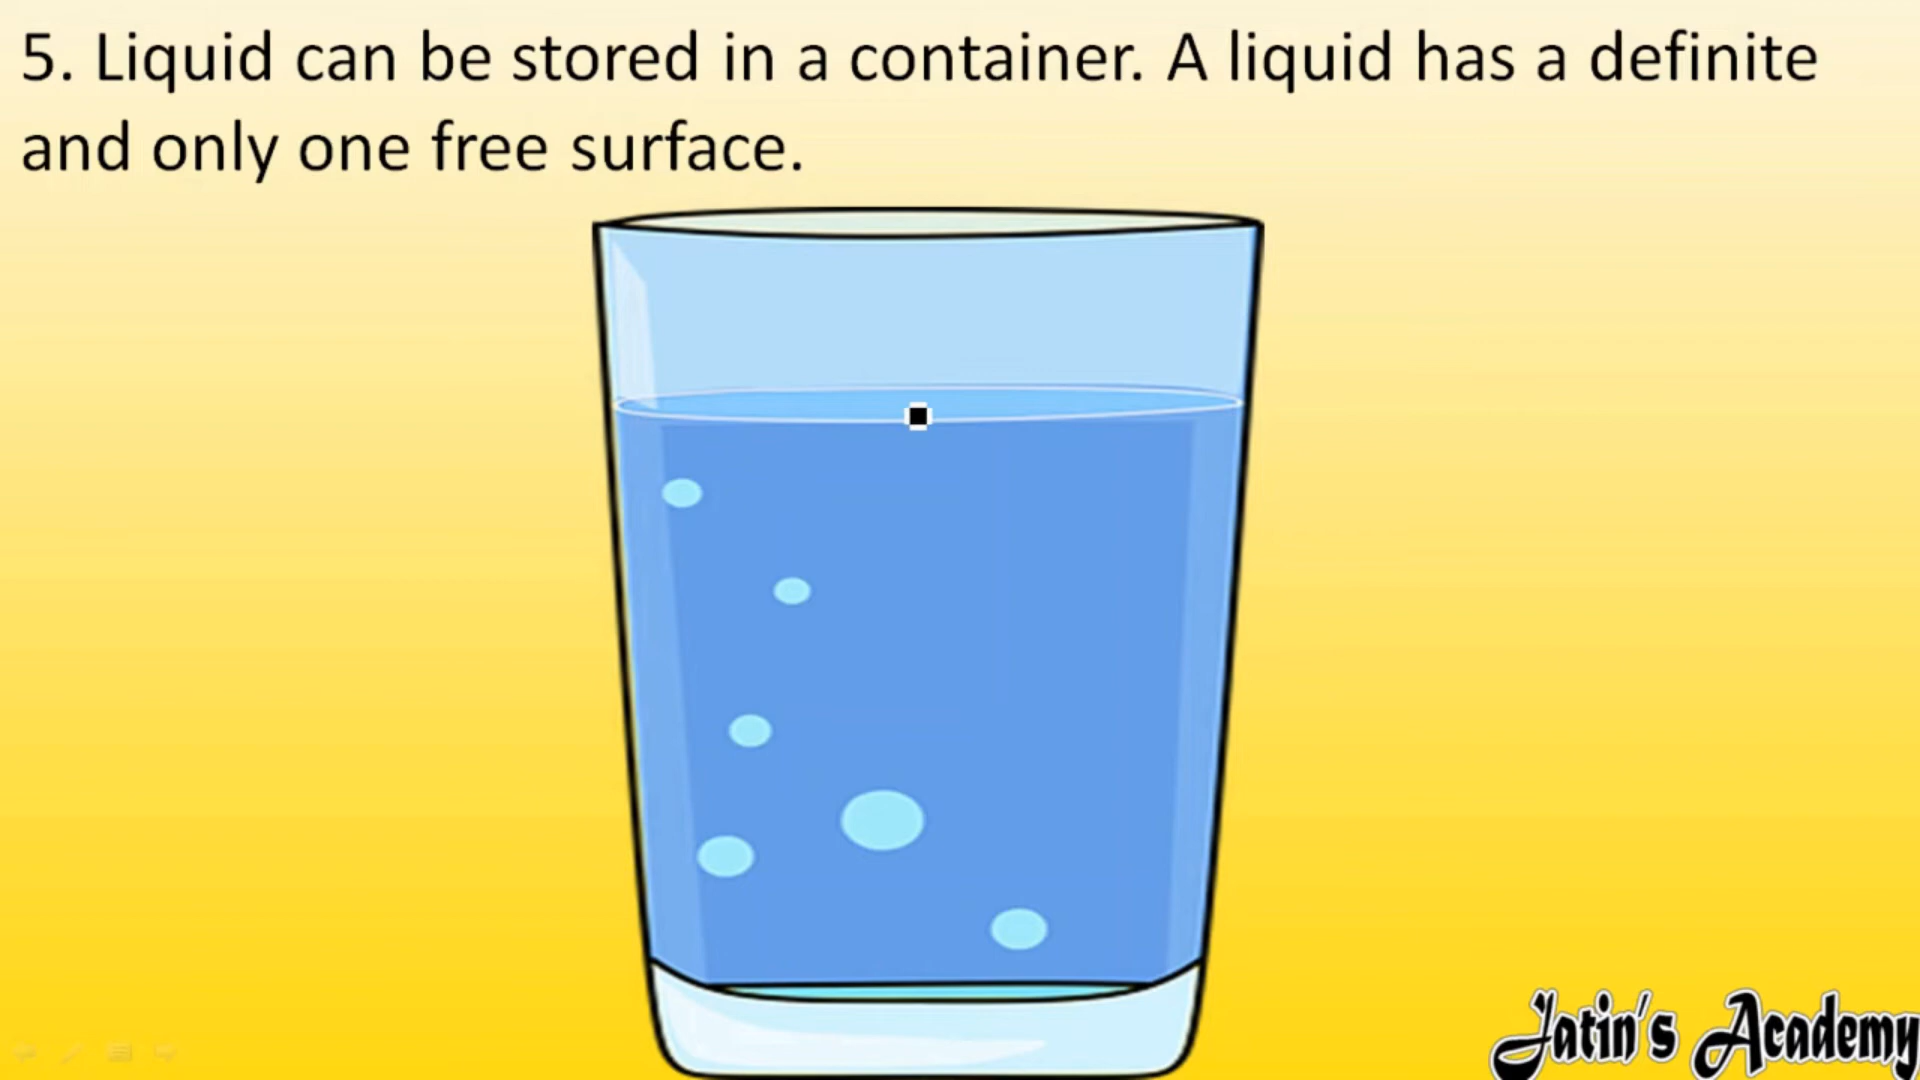 5. Liquid can be stored in a container. A liquid has a definite
and only one free surface.
Jatin's Academy